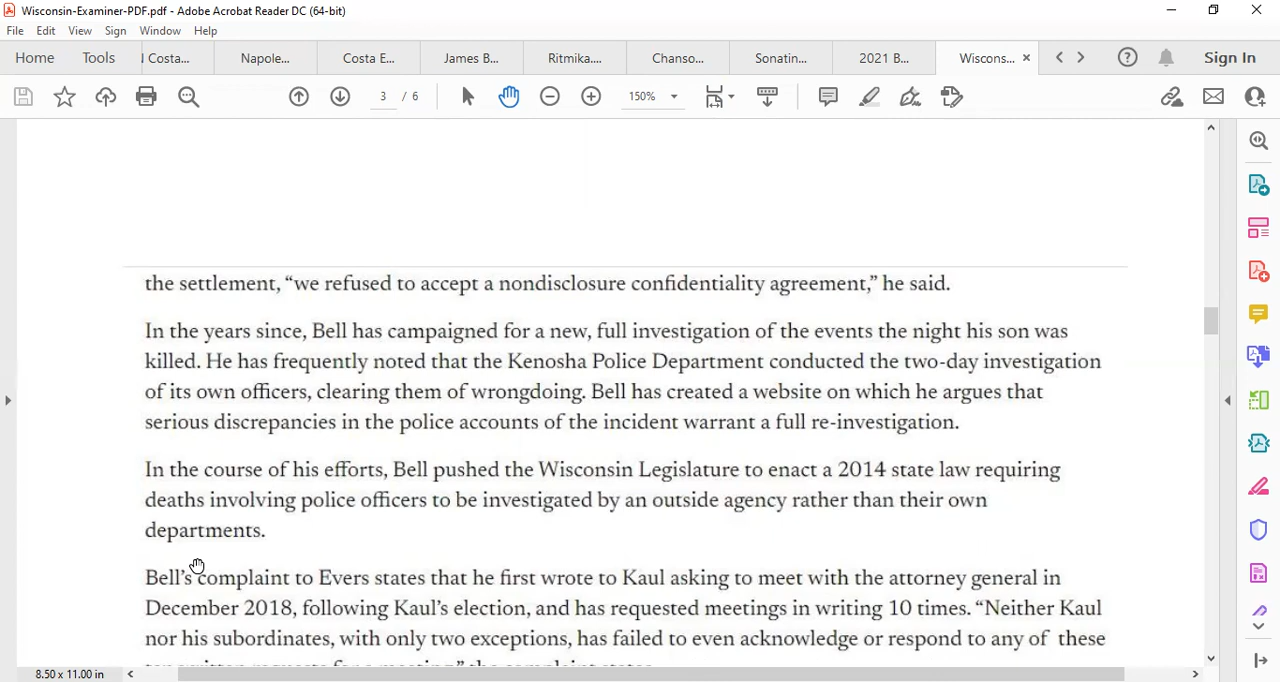 Wisconsin-Examiner-PDF.pdf - Adobe Acrobat Reader DC (64-bit)
File Edit View Sign Window Help
Home Tools Costa... Napole... Costa E... James B... Ritmika.... Chanso... Sonatin... 2021 B... Wiscons... Sign In
3 / 6 150%
the settlement, “we refused to accept a nondisclosure confidentiality agreement,” he said.
In the years since, Bell has campaigned for a new, full investigation of the events the night his son was
killed. He has frequently noted that the Kenosha Police Department conducted the two-day investigation
of its own officers, clearing them of wrongdoing. Bell has created a website on which he argues that
serious discrepancies in the police accounts of the incident warrant a full re-investigation.
In the course of his efforts, Bell pushed the Wisconsin Legislature to enact a 2014 state law requiring
deaths involving police officers to be investigated by an outside agency rather than their own
departments.
Bell’s complaint to Evers states that he first wrote to Kaul asking to meet with the attorney general in
December 2018, following Kaul’s election, and has requested meetings in writing 10 times. “Neither Kaul
nor his subordinates, with only two exceptions, has failed to even acknowledge or respond to any of these
8.50 x 11.00 in